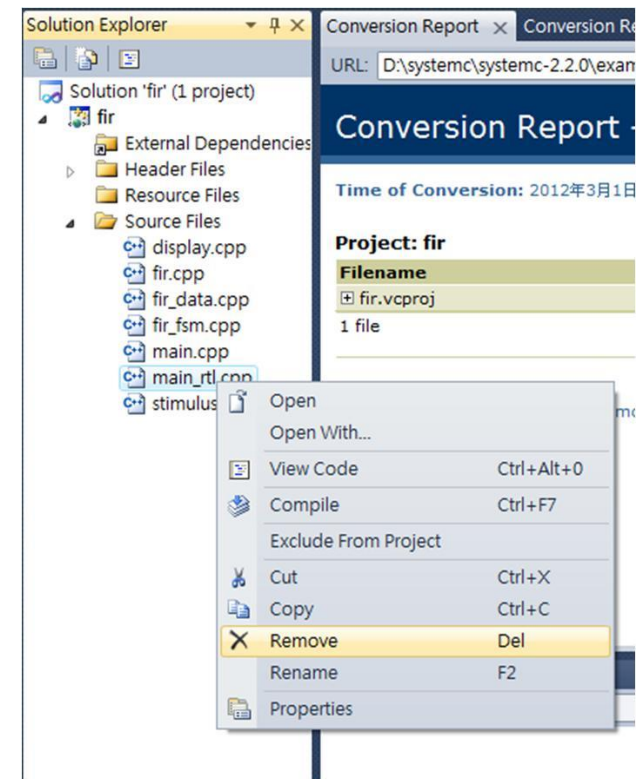 Solution Explorer
Solution 'fir' (1 project)
fir
External Dependencies
Header Files
Resource Files
Source Files
display.cpp
fir.cpp
fir_data.cpp
fir_fsm.cpp
main.cpp
main_rtl.cpp
stimulus
Open
Open With...
View Code Ctrl+Alt+0
Compile Ctrl+F7
Exclude From Project
Cut Ctrl+X
Copy Ctrl+C
Remove Del
Rename F2
Properties
Conversion Report Conversion Re
URL: D:\systemc\systemc-2.2.0\exam
Conversion Report -
Time of Conversion: 2012年3月1日
Project: fir
Filename
fir.vcproj
1 file